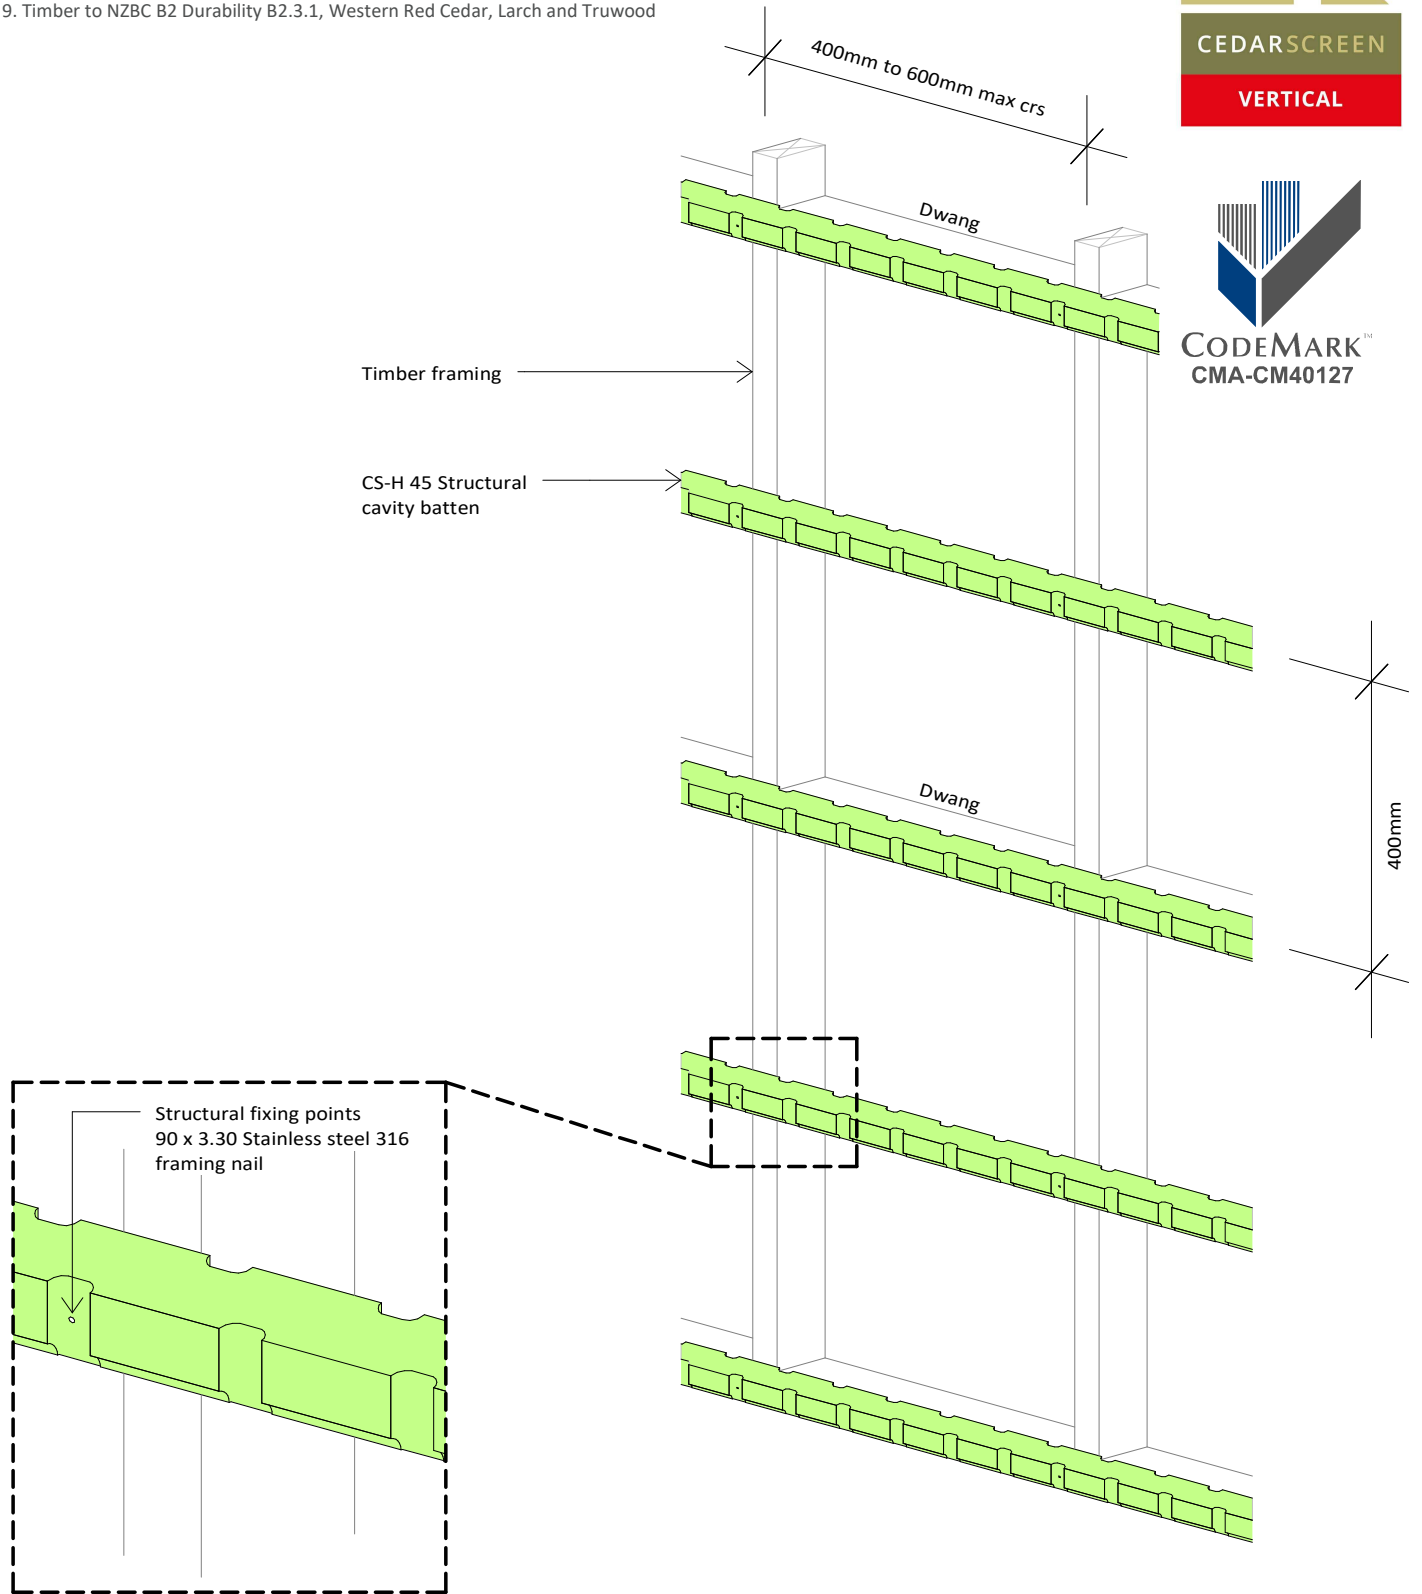 9. Timber to NZBC B2 Durability B2.3.1, Western Red Cedar, Larch and Truwood
CEDARSCREEN
VERTICAL
400mm to 600mm max crs
Dwang
CODEMARK™
CMA-CM40127
Timber framing
CS-H 45 Structural
cavity batten
Dwang
400mm
Structural fixing points
90 x 3.30 Stainless steel 316
framing nail